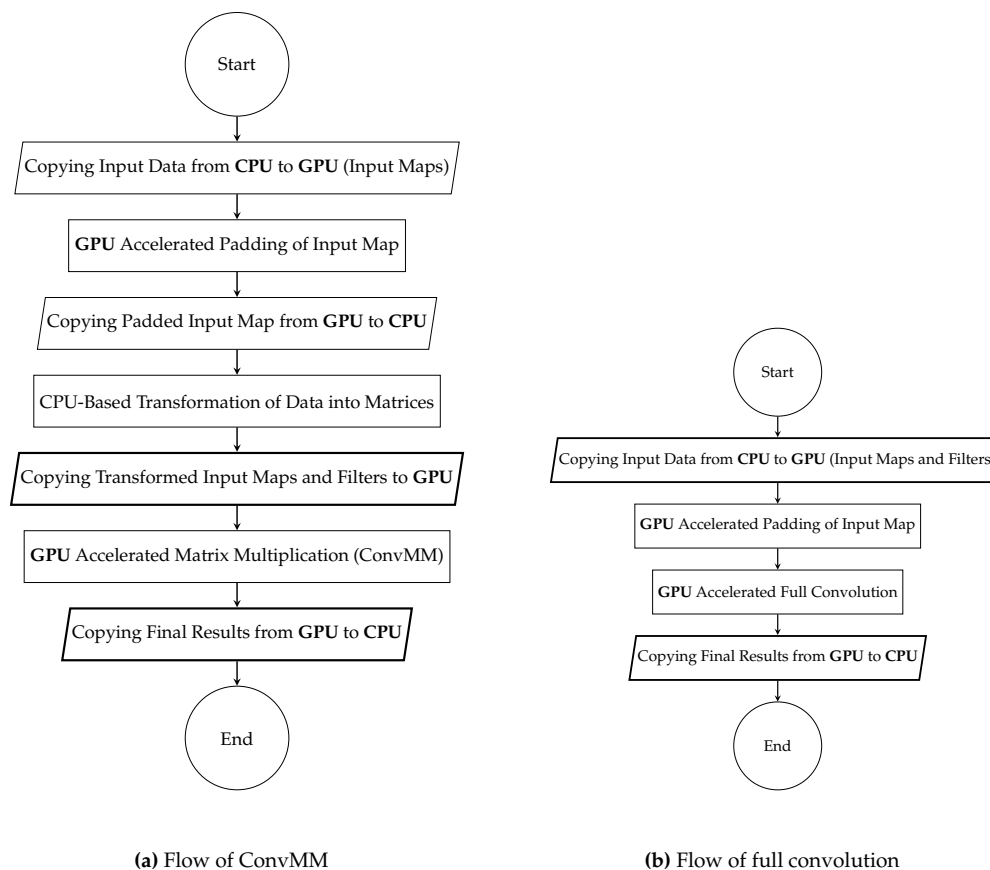 Start
Copying Input Data from CPU to GPU (Input Maps)
GPU Accelerated Padding of Input Map
Copying Padded Input Map from GPU to CPU
CPU-Based Transformation of Data into Matrices
Copying Transformed Input Maps and Filters to GPU
GPU Accelerated Matrix Multiplication (ConvMM)
Copying Final Results from GPU to CPU
End
(a) Flow of ConvMM
Start
Copying Input Data from CPU to GPU (Input Maps and Filters
GPU Accelerated Padding of Input Map
GPU Accelerated Full Convolution
Copying Final Results from GPU to CPU
End
(b) Flow of full convolution